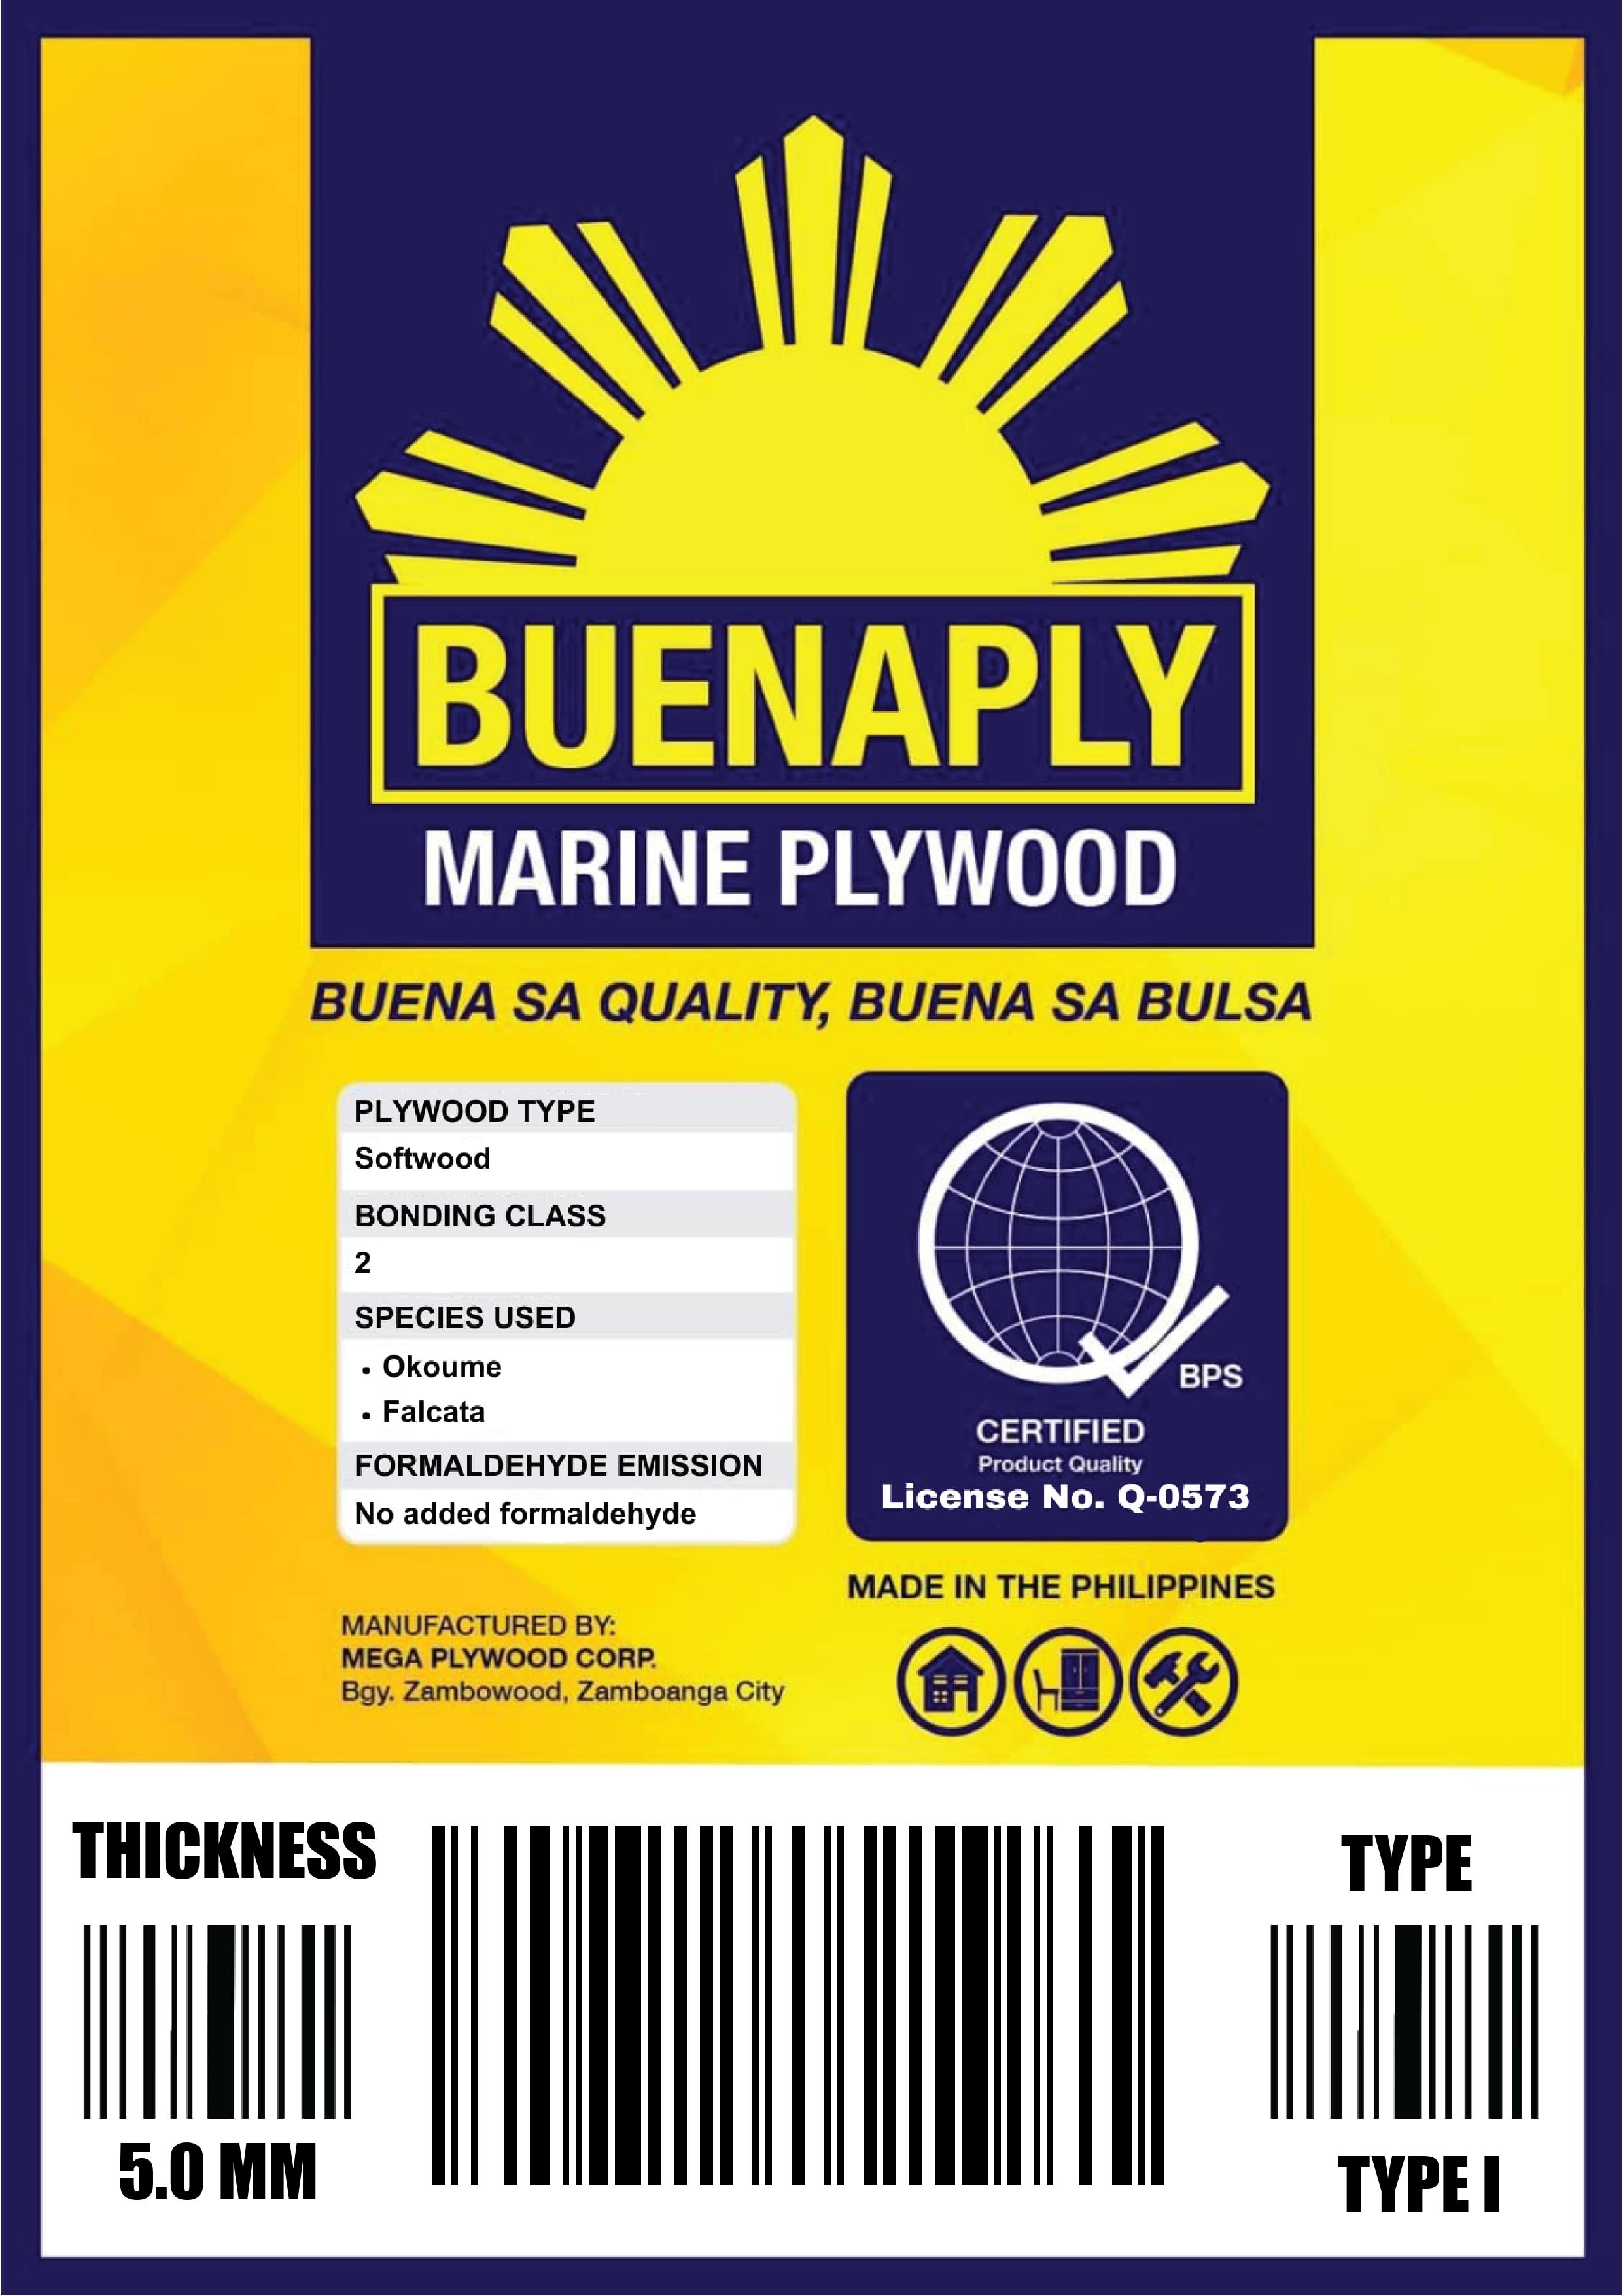 BUENAPLY
MARINE PLYWOOD
BUENA SA QUALITY, BUENA SA BULSA
PLYWOOD TYPE
Softwood
BONDING CLASS
2
SPECIES USED
• Okoume
• Falcata
FORMALDEHYDE EMISSION
No added formaldehyde
BPS
CERTIFIED
Product Quality
License No. Q-0573
MADE IN THE PHILIPPINES
MANUFACTURED BY:
MEGA PLYWOOD CORP.
Bgy. Zambowood, Zamboanga City
THICKNESS
5.0 MM
TYPE
TYPE I